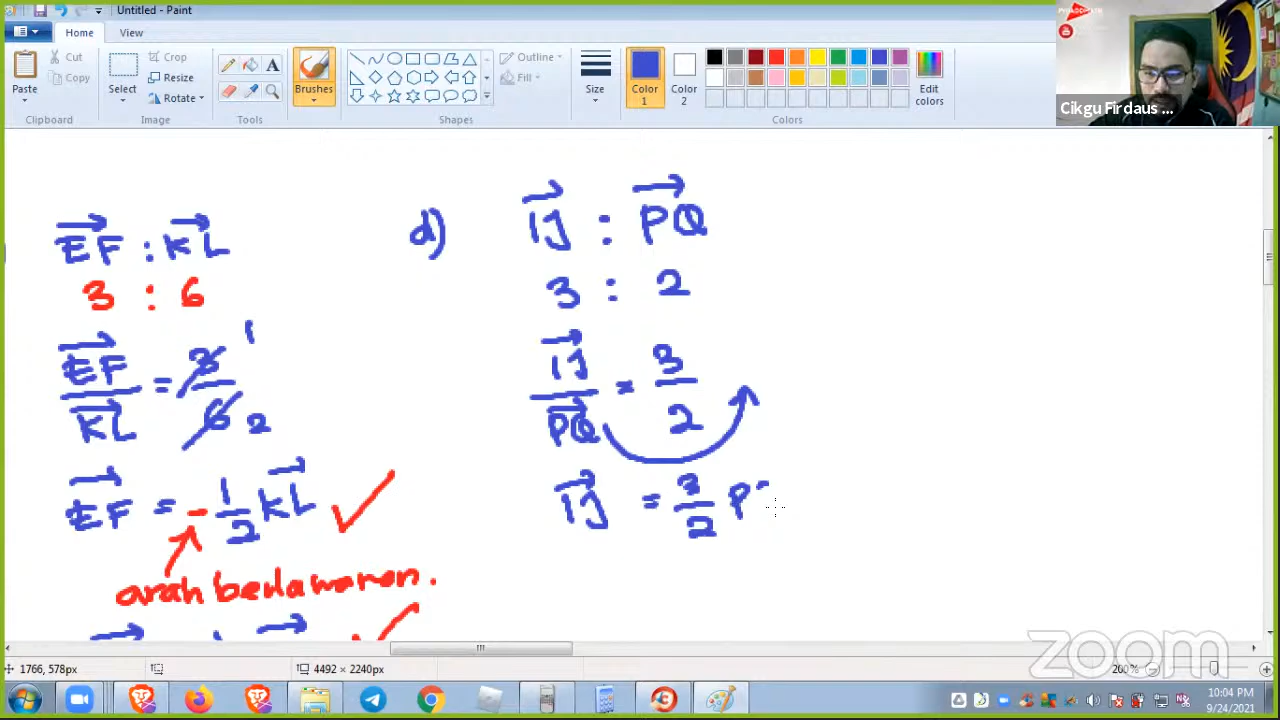 Untitled - Paint
Home View
Paste
Cut
Copy
Clipboard
Select
Crop
Resize
Rotate
Image
Tools
Brushes
Shapes
Outline
Fill
Size
Color 1
Color 2
Edit colors
Colors
Cikgu Firdaus ...
EF : KL
3 : 6
EF/KL = 3/6 1 2
EF = - 1/2 KL ✓
arah berlawanan.
d) IJ : PQ
3 : 2
IJ/PQ = 3/2
IJ = 3/2 P
zoom
1766, 578px
4492 × 2240px
200%
10:04 PM
9/24/2021